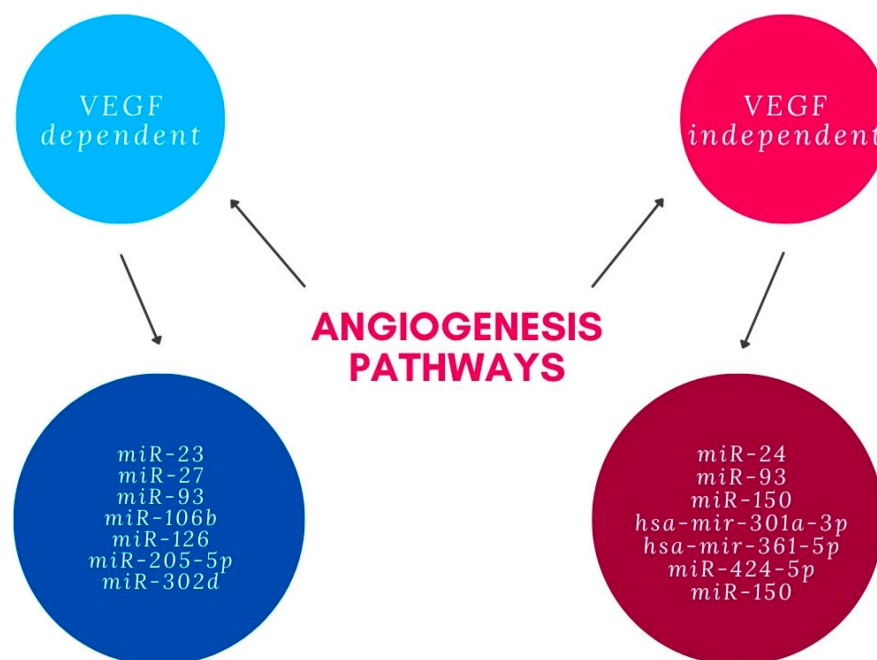 VEGF
dependent
VEGF
independent
ANGIOGENESIS
PATHWAYS
miR-23
miR-27
miR-93
miR-106b
miR-126
miR-205-5p
miR-302d
miR-24
miR-93
miR-150
hsa-mir-301a-3p
hsa-mir-361-5p
miR-424-5p
miR-150